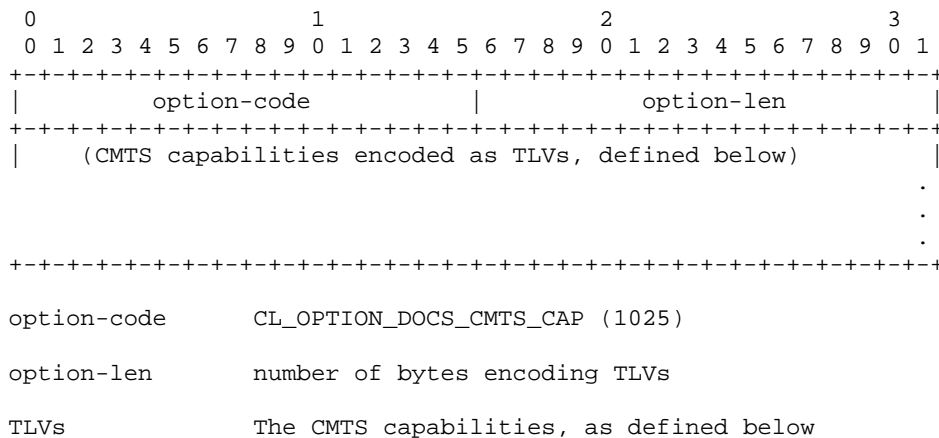 0                   1                   2                   3
 0 1 2 3 4 5 6 7 8 9 0 1 2 3 4 5 6 7 8 9 0 1 2 3 4 5 6 7 8 9 0 1
+-+-+-+-+-+-+-+-+-+-+-+-+-+-+-+-+-+-+-+-+-+-+-+-+-+-+-+-+-+-+-+-+
|         option-code           |           option-len          |
+-+-+-+-+-+-+-+-+-+-+-+-+-+-+-+-+-+-+-+-+-+-+-+-+-+-+-+-+-+-+-+-+
|    (CMTS capabilities encoded as TLVs, defined below)         |
                                                               .
                                                               .
                                                               .
+-+-+-+-+-+-+-+-+-+-+-+-+-+-+-+-+-+-+-+-+-+-+-+-+-+-+-+-+-+-+-+-+
option-code      CL_OPTION_DOCS_CMTS_CAP (1025)
option-len       number of bytes encoding TLVs
TLVs             The CMTS capabilities, as defined below